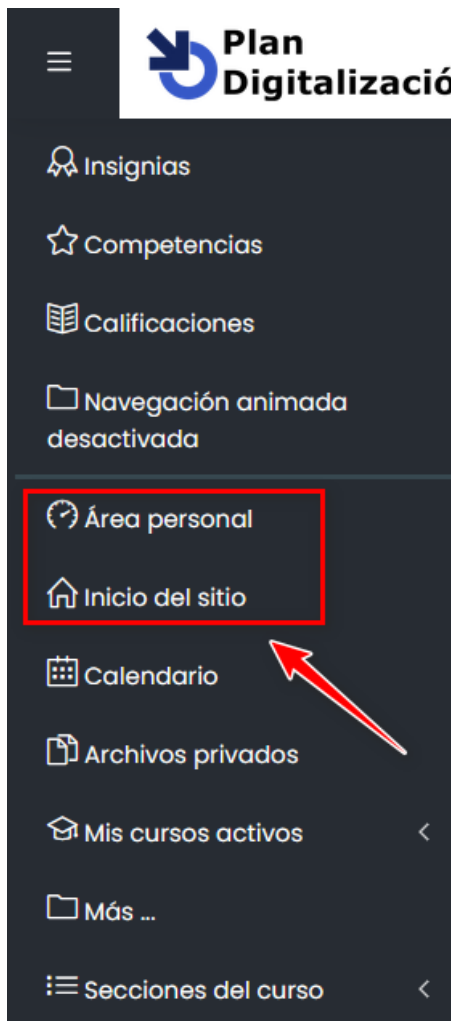 Plan
Digitalizació
Insignias
Competencias
Calificaciones
Navegación animada
desactivada
Área personal
Inicio del sitio
Calendario
Archivos privados
Mis cursos activos
Más ...
Secciones del curso